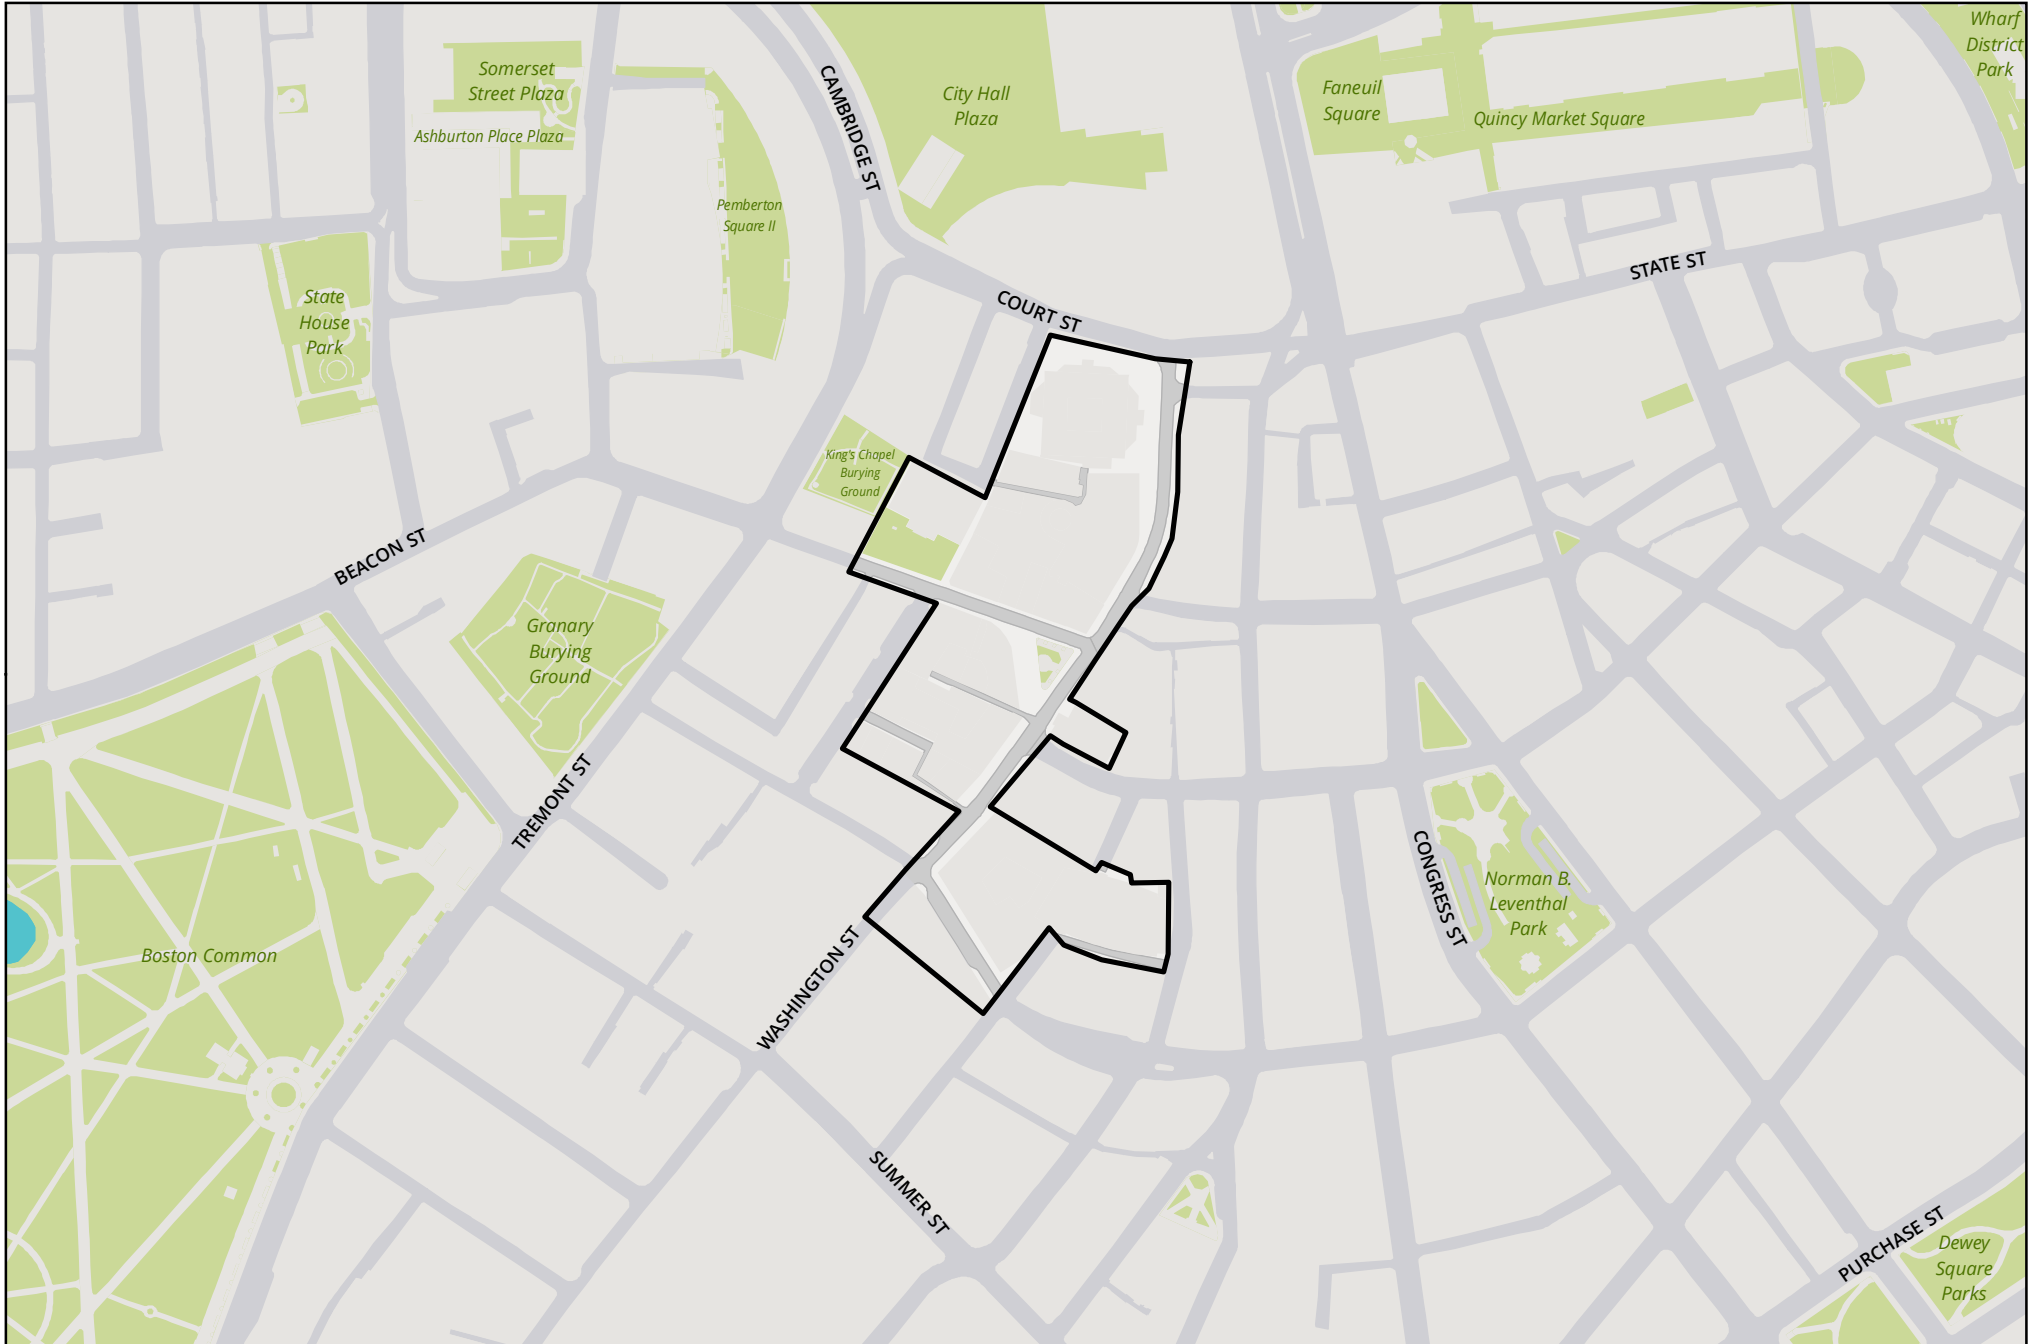 Wharf
District
Park
Somerset
Street Plaza
Ashburton Place Plaza
CAMBRIDGE ST
City Hall
Plaza
Faneuil
Square
Quincy Market Square
Pemberton
Square II
State
House
Park
COURT ST
STATE ST
King's Chapel
Burying
Ground
BEACON ST
Granary
Burying
Ground
TREMONT ST
Boston Common
WASHINGTON ST
CONGRESS ST
Norman B.
Leventhal
Park
SUMMER ST
PURCHASE ST
Dewey
Square
Parks